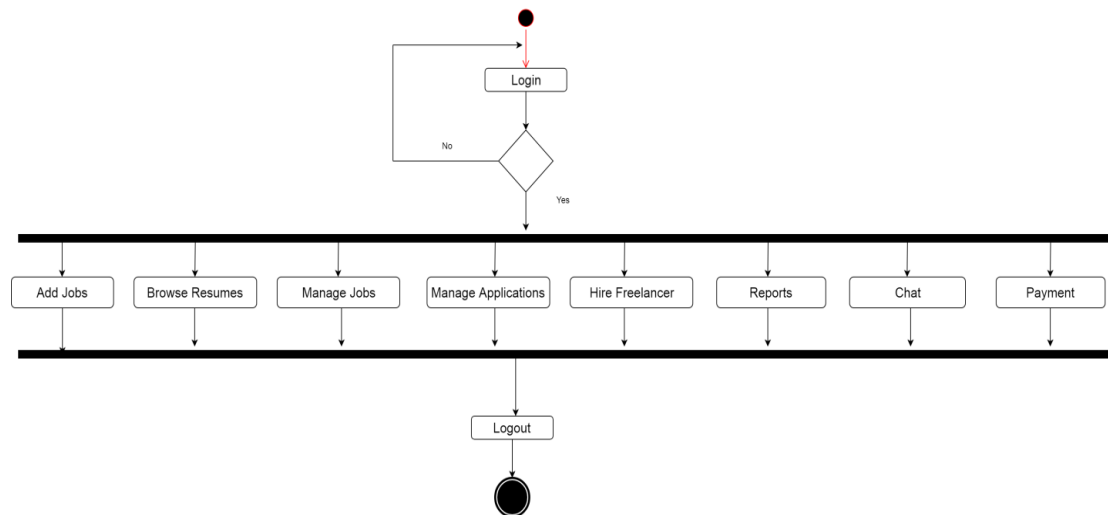 Login
No
Yes
Add Jobs
Browse Resumes
Manage Jobs
Manage Applications
Hire Freelancer
Reports
Chat
Payment
Logout